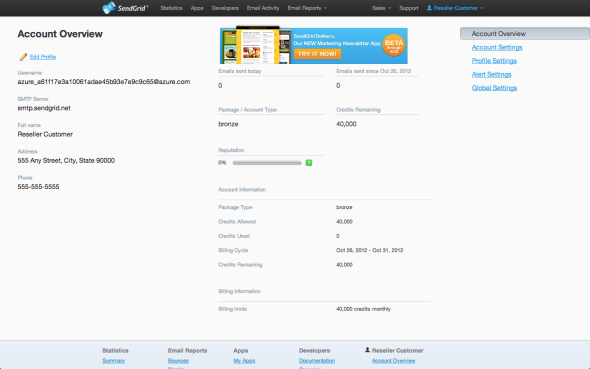 SendGrid
Statistics Apps Developers Email Activity Email Reports Sales Support Reseller Customer
Account Overview
Edit Profile
Username
azure_a61f17e3a10061adae45b93e7e9c9c65@azure.com
SMTP Server
smtp.sendgrid.net
Full name
Reseller Customer
Address
555 Any Street, City, State 90000
Phone
555-555-5555
SendGrid Delivers.
Our NEW Marketing Newsletter App
TRY IT NOW!
BETA
Emails sent today
0
Emails sent since Oct 26, 2012
0
Package / Account Type
bronze
Credits Remaining
40,000
Reputation
0% ?
Account Information
Package Type bronze
Credits Allowed 40,000
Credits Used 0
Billing Cycle Oct 26, 2012 - Oct 31, 2012
Credits Remaining 40,000
Billing Information
Billing limits 40,000 credits monthly
Account Overview
Account Settings
Profile Settings
Alert Settings
Global Settings
Statistics
Summary
Email Reports
Bounces
Apps
My Apps
Developers
Documentation
Reseller Customer
Account Overview